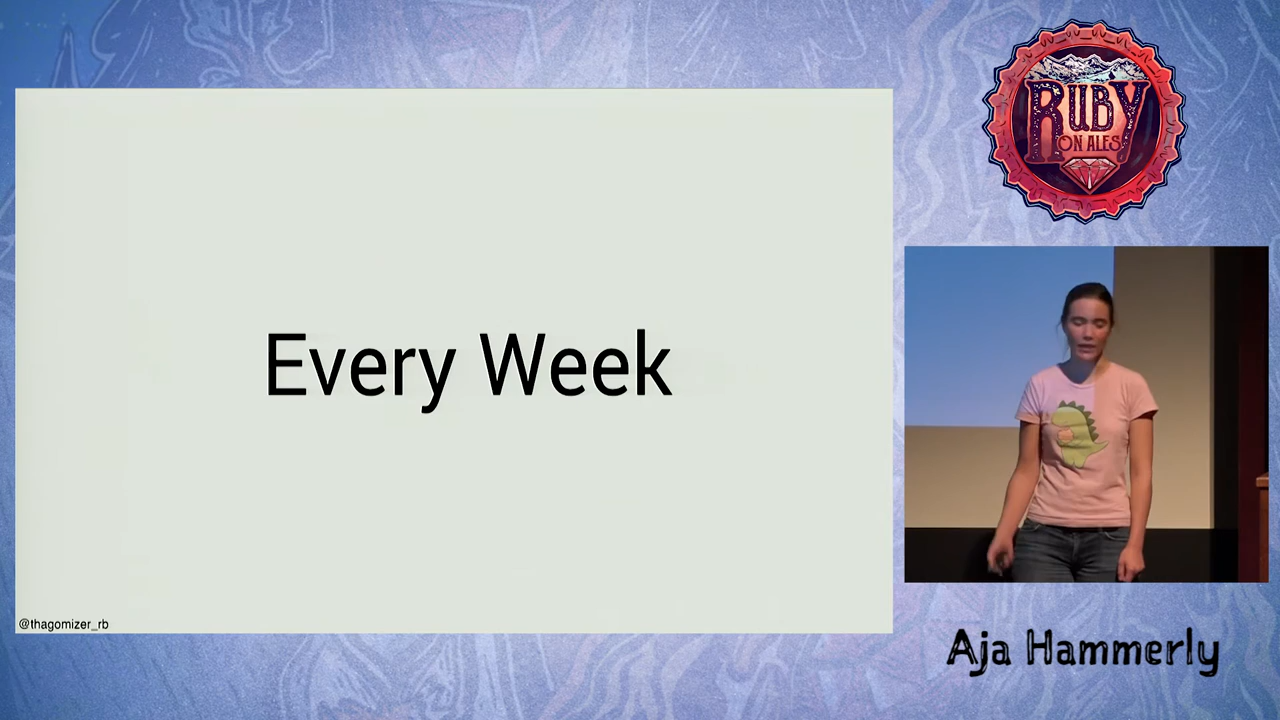 Every Week
@thagomizer_rb
RUBY
ON ALES
Aja Hammerly